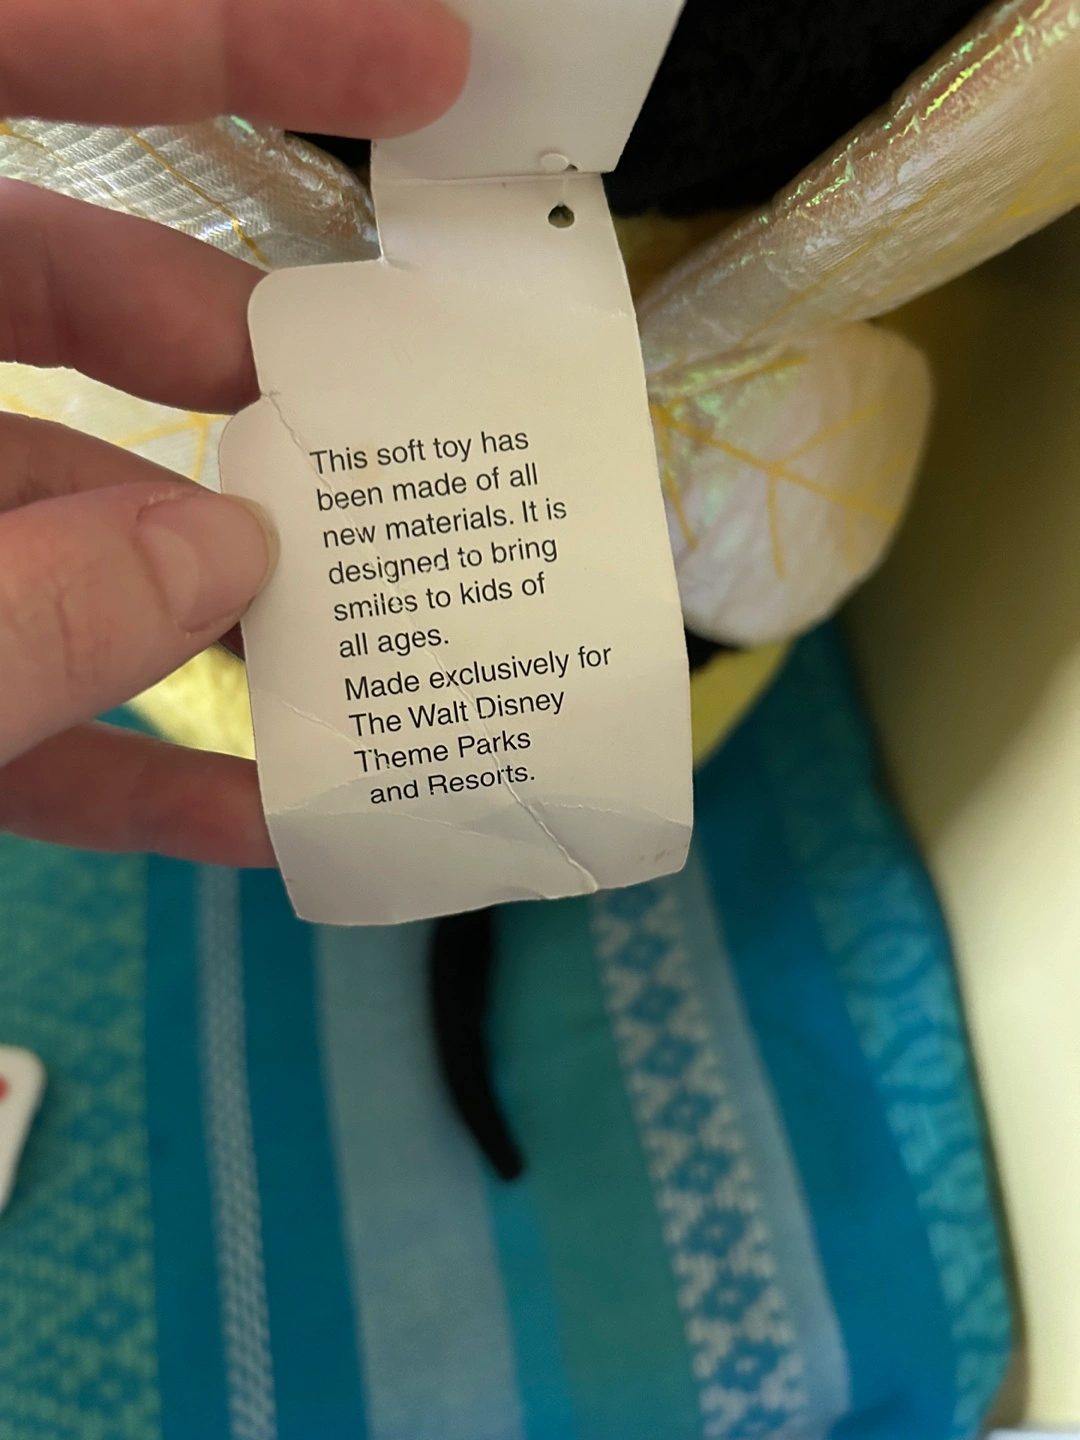 This soft toy has
been made of all
new materials. It is
designed to bring
smiles to kids of
all ages.
Made exclusively for
The Walt Disney
Theme Parks
and Resorts.